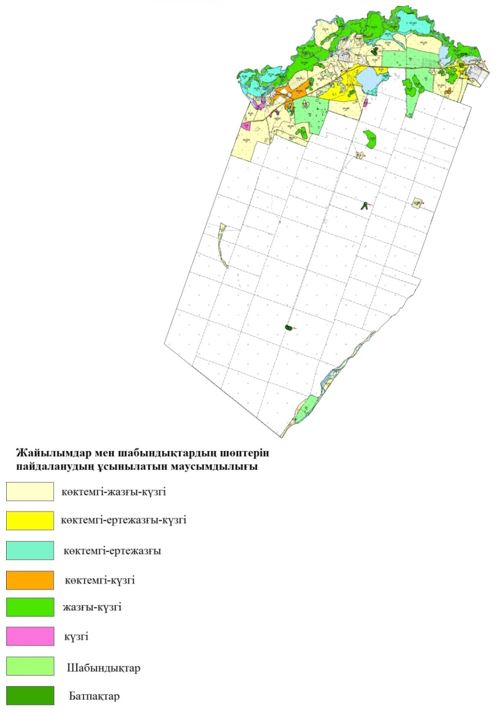 Жайылымдар мен шабындықтардың шөптерін
пайдаланудың ұсынылатын маусымдылығы
көктемгі-жазғы-күзгі
көктемгі-ертежазғы-күзгі
көктемгі-ертежазғы
көктемгі-күзгі
жазғы-күзгі
күзгі
Шабындықтар
Батпақтар